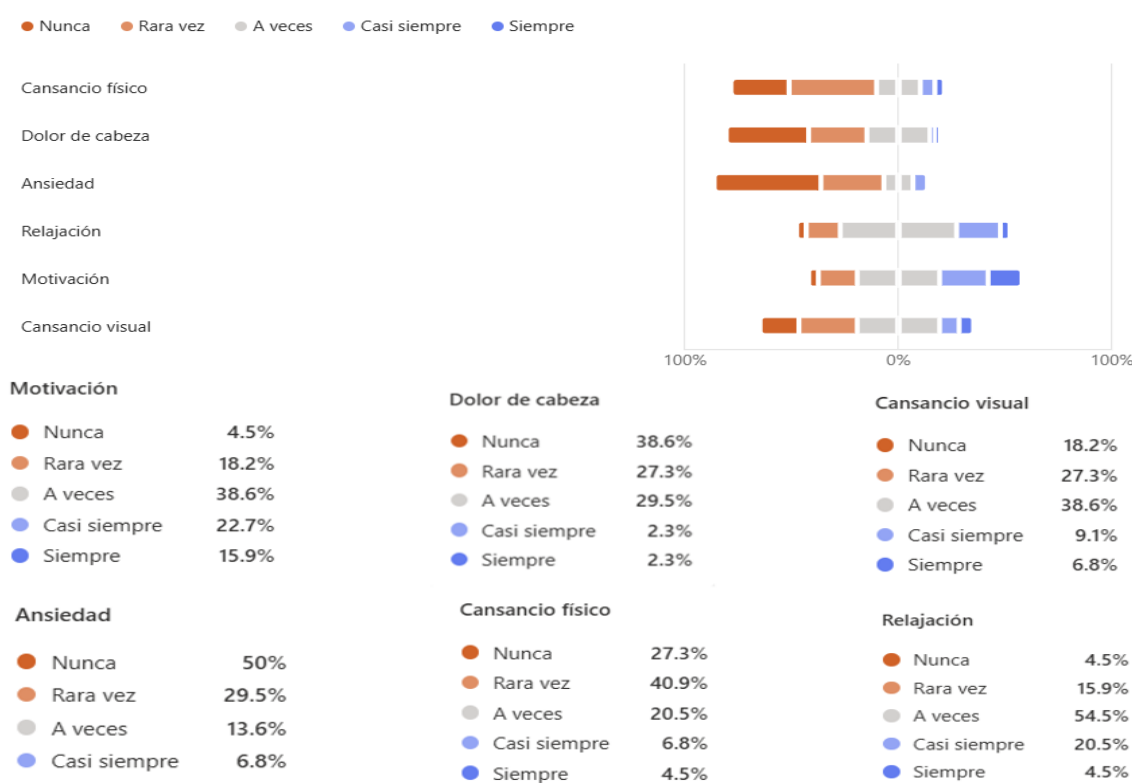 Nunca Rara vez A veces Casi siempre Siempre
Cansancio físico
Dolor de cabeza
Ansiedad
Relajación
Motivación
Cansancio visual
100% 0% 100%
Motivación
Nunca 4.5%
Rara vez 18.2%
A veces 38.6%
Casi siempre 22.7%
Siempre 15.9%
Dolor de cabeza
Nunca 38.6%
Rara vez 27.3%
A veces 29.5%
Casi siempre 2.3%
Siempre 2.3%
Cansancio visual
Nunca 18.2%
Rara vez 27.3%
A veces 38.6%
Casi siempre 9.1%
Siempre 6.8%
Ansiedad
Nunca 50%
Rara vez 29.5%
A veces 13.6%
Casi siempre 6.8%
Cansancio físico
Nunca 27.3%
Rara vez 40.9%
A veces 20.5%
Casi siempre 6.8%
Siempre 4.5%
Relajación
Nunca 4.5%
Rara vez 15.9%
A veces 54.5%
Casi siempre 20.5%
Siempre 4.5%